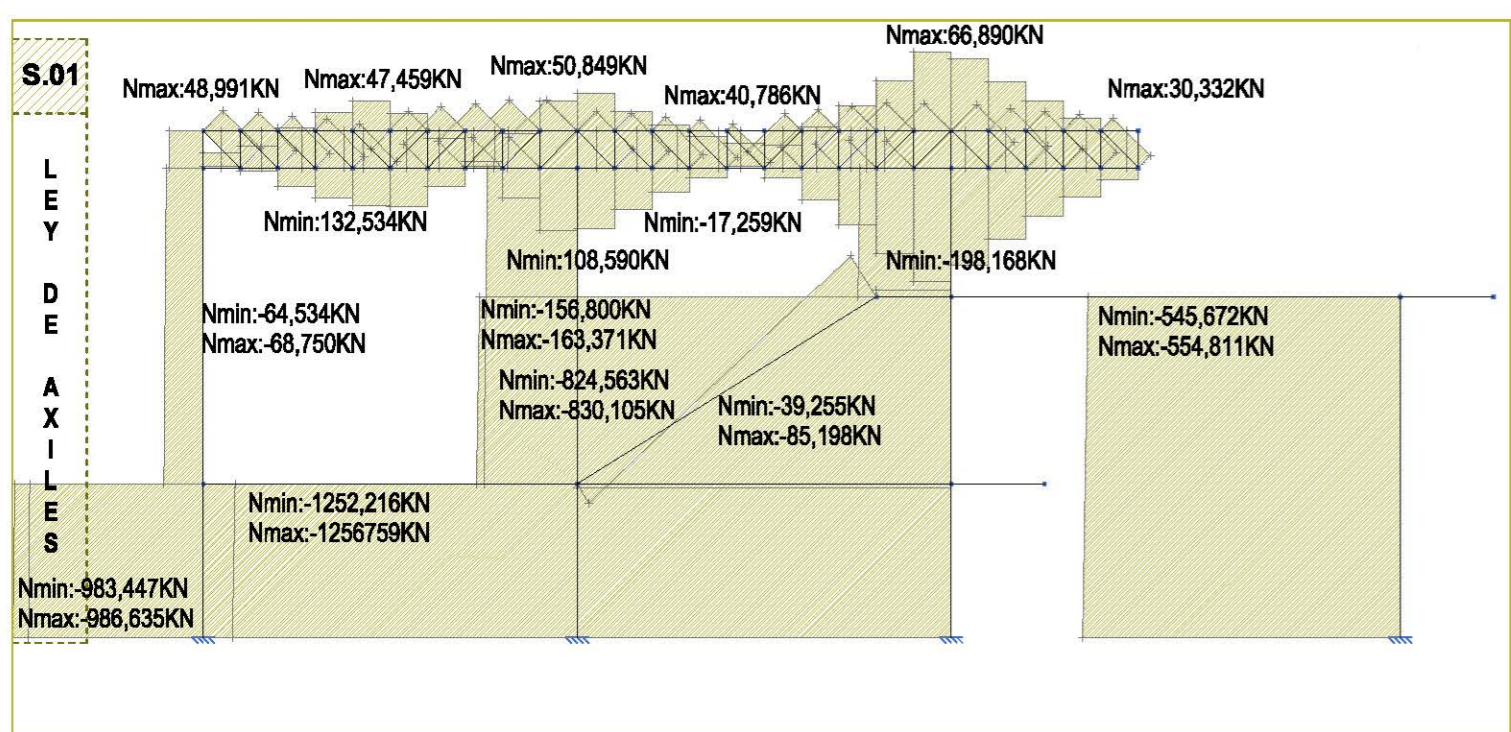 S.01
LEY DE AXILES
Nmax:48,991KN
Nmax:47,459KN
Nmax:50,849KN
Nmax:40,786KN
Nmax:66,890KN
Nmax:30,332KN
Nmin:132,534KN
Nmin:-17,259KN
Nmin:108,590KN
Nmin:-198,168KN
Nmin:-64,534KN
Nmax:-68,750KN
Nmin:-156,800KN
Nmax:-163,371KN
Nmin:-824,563KN
Nmax:-830,105KN
Nmin:-39,255KN
Nmax:-85,198KN
Nmin:-545,672KN
Nmax:-554,811KN
Nmin:-1252,216KN
Nmax:-1256759KN
Nmin:-983,447KN
Nmax:-986,635KN